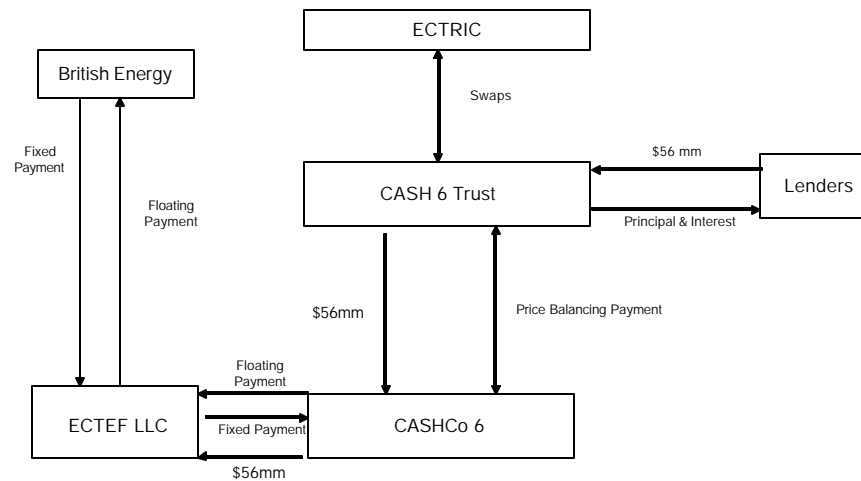 ECTRIC
British Energy
Swaps
Fixed
Payment
$56 mm
CASH 6 Trust
Lenders
Floating
Payment
Principal & Interest
$56mm
Price Balancing Payment
Floating
Payment
ECTEF LLC
Fixed Payment
CASHCo 6
$56mm